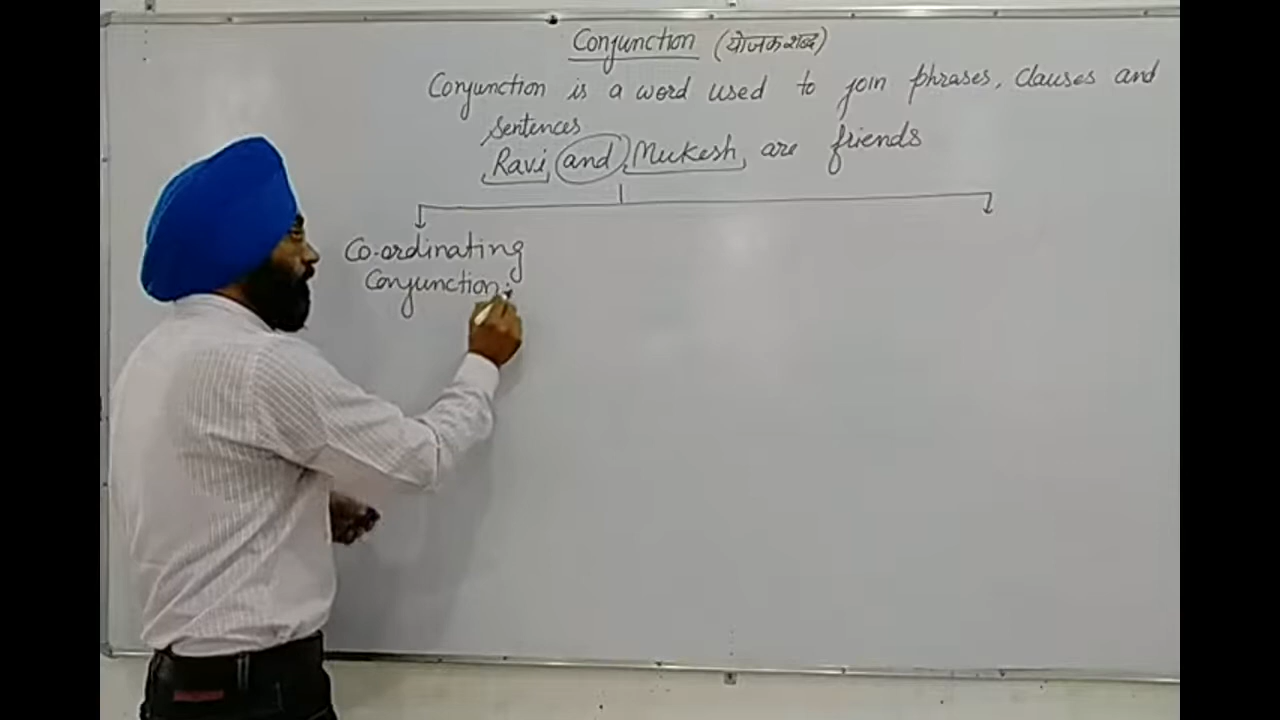 Conjunction (योजक शब्द)
Conjunction is a word used to join phrases, clauses and
sentences
Ravi and Mukesh are friends
Co-ordinating
Conjunction